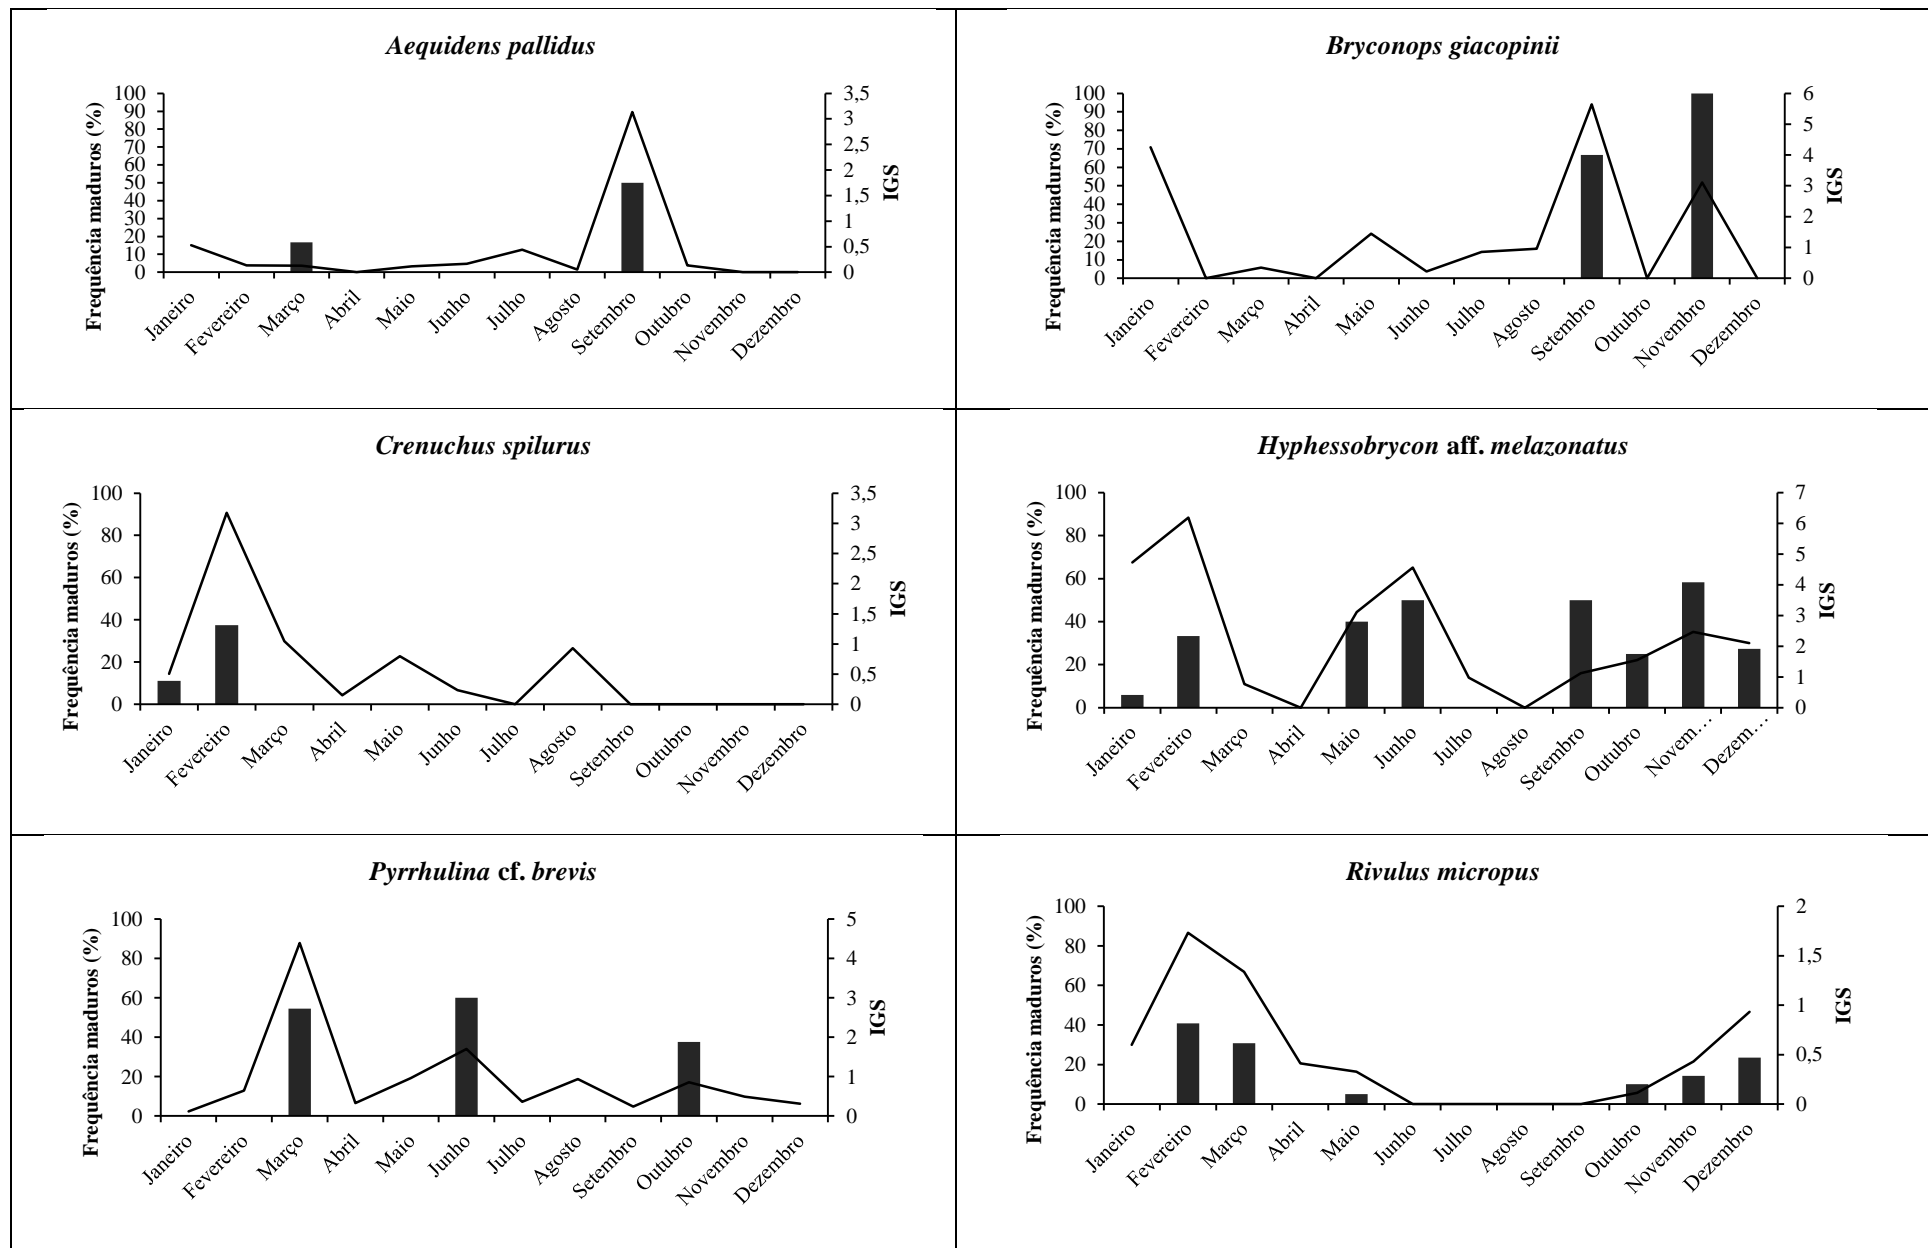 Aequidens pallidus
Frequência maduros (%)
100
90
80
70
60
50
40
30
20
10
0
3,5
3
2,5
2
1,5
1
0,5
0
IGS
Janeiro
Fevereiro
Março
Abril
Maio
Junho
Julho
Agosto
Setembro
Outubro
Novembro
Dezembro
Bryconops giacopinii
Frequência maduros (%)
100
90
80
70
60
50
40
30
20
10
0
6
5
4
3
2
1
0
IGS
Janeiro
Fevereiro
Março
Abril
Maio
Junho
Julho
Agosto
Setembro
Outubro
Novembro
Dezembro
Crenuchus spilurus
Frequência maduros (%)
100
80
60
40
20
0
3,5
3
2,5
2
1,5
1
0,5
0
IGS
Janeiro
Fevereiro
Março
Abril
Maio
Junho
Julho
Agosto
Setembro
Outubro
Novembro
Dezembro
Hyphessobrycon aff. melazonatus
Frequência maduros (%)
100
80
60
40
20
0
7
6
5
4
3
2
1
0
IGS
Janeiro
Fevereiro
Março
Abril
Maio
Junho
Julho
Agosto
Setembro
Outubro
Novem…
Dezem…
Pyrrhulina cf. brevis
Frequência maduros (%)
100
80
60
40
20
0
5
4
3
2
1
0
IGS
Janeiro
Fevereiro
Março
Abril
Maio
Junho
Julho
Agosto
Setembro
Outubro
Novembro
Dezembro
Rivulus micropus
Frequência maduros (%)
100
80
60
40
20
0
2
1,5
1
0,5
0
IGS
Janeiro
Fevereiro
Março
Abril
Maio
Junho
Julho
Agosto
Setembro
Outubro
Novembro
Dezembro